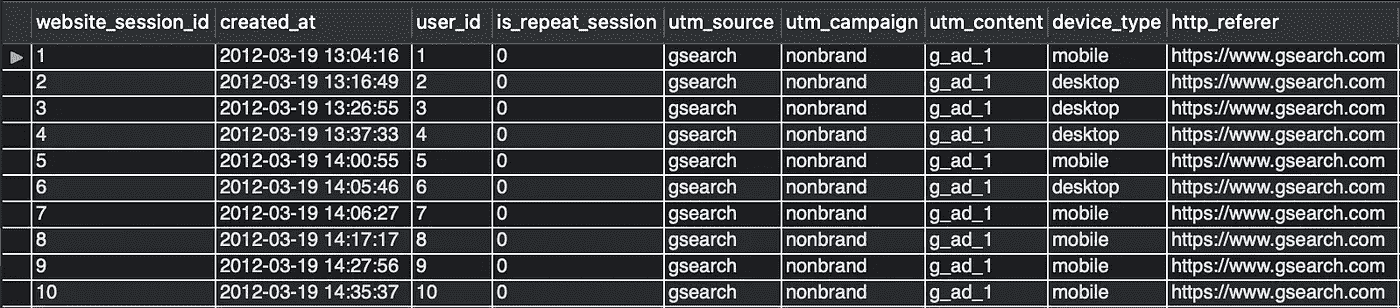 website_session_id created_at user_id is_repeat_session utm_source utm_campaign utm_content device_type http_referer
1 2012-03-19 13:04:16 1 0 gsearch nonbrand g_ad_1 mobile https://www.gsearch.com
2 2012-03-19 13:16:49 2 0 gsearch nonbrand g_ad_1 desktop https://www.gsearch.com
3 2012-03-19 13:26:55 3 0 gsearch nonbrand g_ad_1 desktop https://www.gsearch.com
4 2012-03-19 13:37:33 4 0 gsearch nonbrand g_ad_1 desktop https://www.gsearch.com
5 2012-03-19 14:00:55 5 0 gsearch nonbrand g_ad_1 mobile https://www.gsearch.com
6 2012-03-19 14:05:46 6 0 gsearch nonbrand g_ad_1 desktop https://www.gsearch.com
7 2012-03-19 14:06:27 7 0 gsearch nonbrand g_ad_1 mobile https://www.gsearch.com
8 2012-03-19 14:17:17 8 0 gsearch nonbrand g_ad_1 mobile https://www.gsearch.com
9 2012-03-19 14:27:56 9 0 gsearch nonbrand g_ad_1 mobile https://www.gsearch.com
10 2012-03-19 14:35:37 10 0 gsearch nonbrand g_ad_1 mobile https://www.gsearch.com